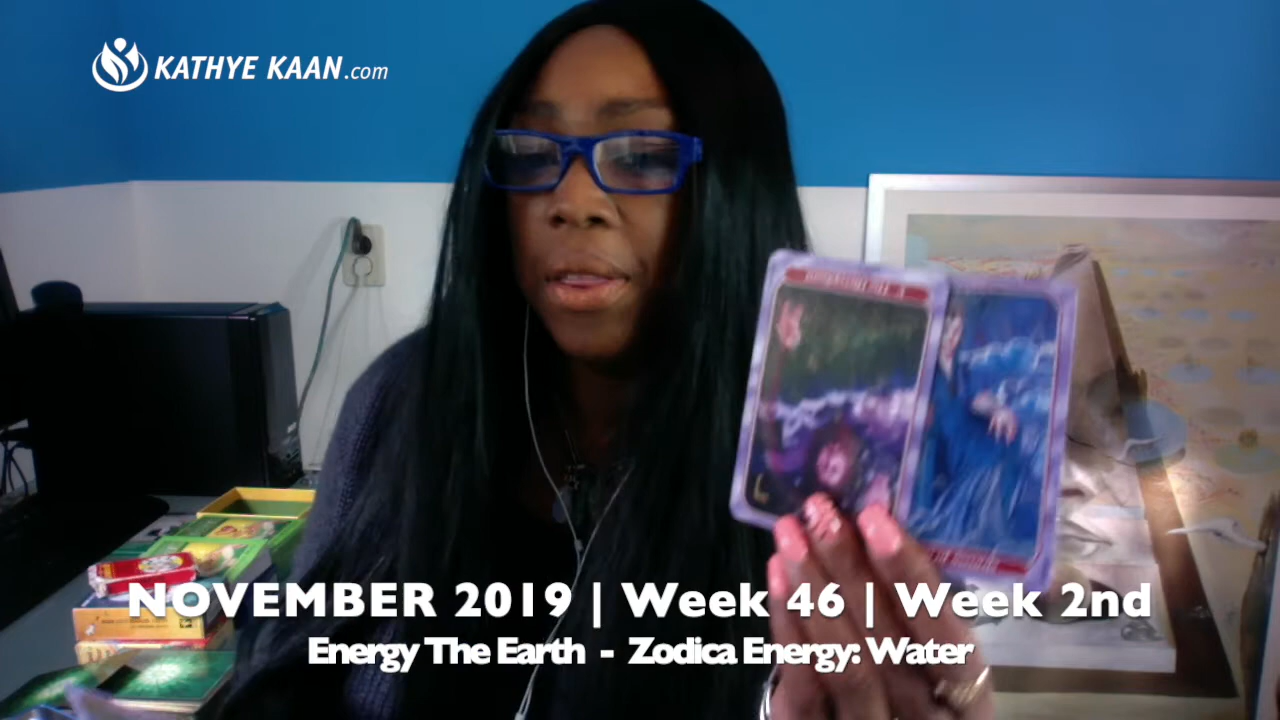 KATHYE KAAN.com
NOVEMBER 2019 | Week 46 | Week 2nd
Energy The Earth - Zodica Energy: Water